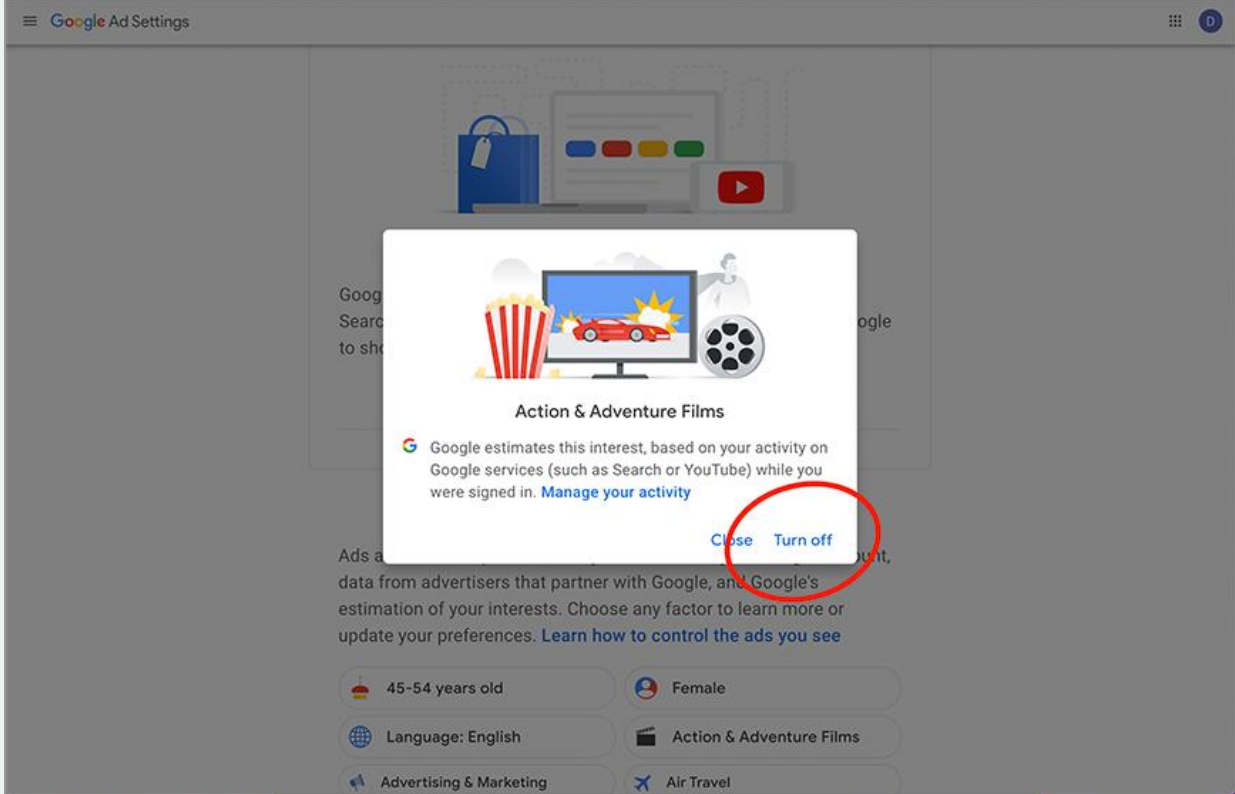 Google Ad Settings
D
Goog
Searc ogle
to sho
Action & Adventure Films
G Google estimates this interest, based on your activity on
Google services (such as Search or YouTube) while you
were signed in. Manage your activity
Close Turn off
Ads a
data from advertisers that partner with Google, and Google's
estimation of your interests. Choose any factor to learn more or
update your preferences. Learn how to control the ads you see
45-54 years old Female
Language: English Action & Adventure Films
Advertising & Marketing Air Travel